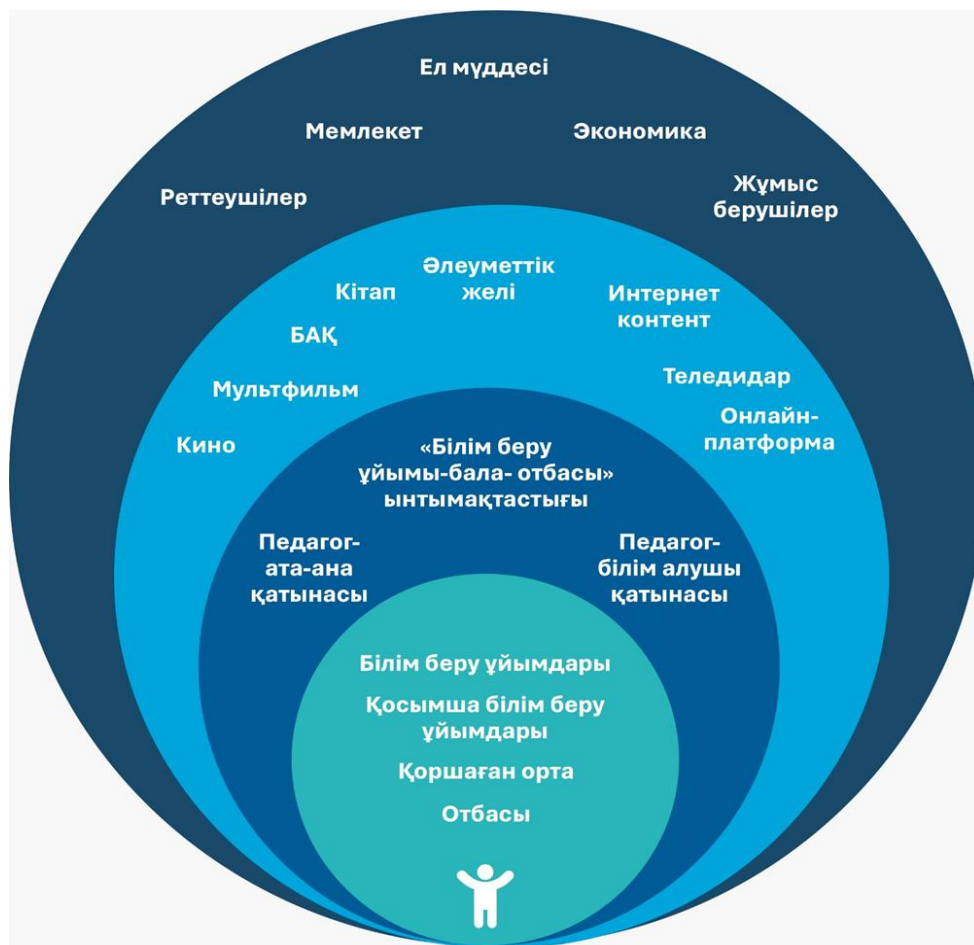 Ел мүддесі
Мемлекет
Экономика
Реттеушілер
Жұмыс
берушілер
Әлеуметтік
желі
Кітап
Интернет
контент
БАҚ
Мультфильм
Теледидар
Кино
Онлайн-
платформа
«Білім беру
ұйымы-бала- отбасы»
ынтымақтастығы
Педагог-
ата-ана
қатынасы
Педагог-
білім алушы
қатынасы
Білім беру ұйымдары
Қосымша білім беру
ұйымдары
Қоршаған орта
Отбасы